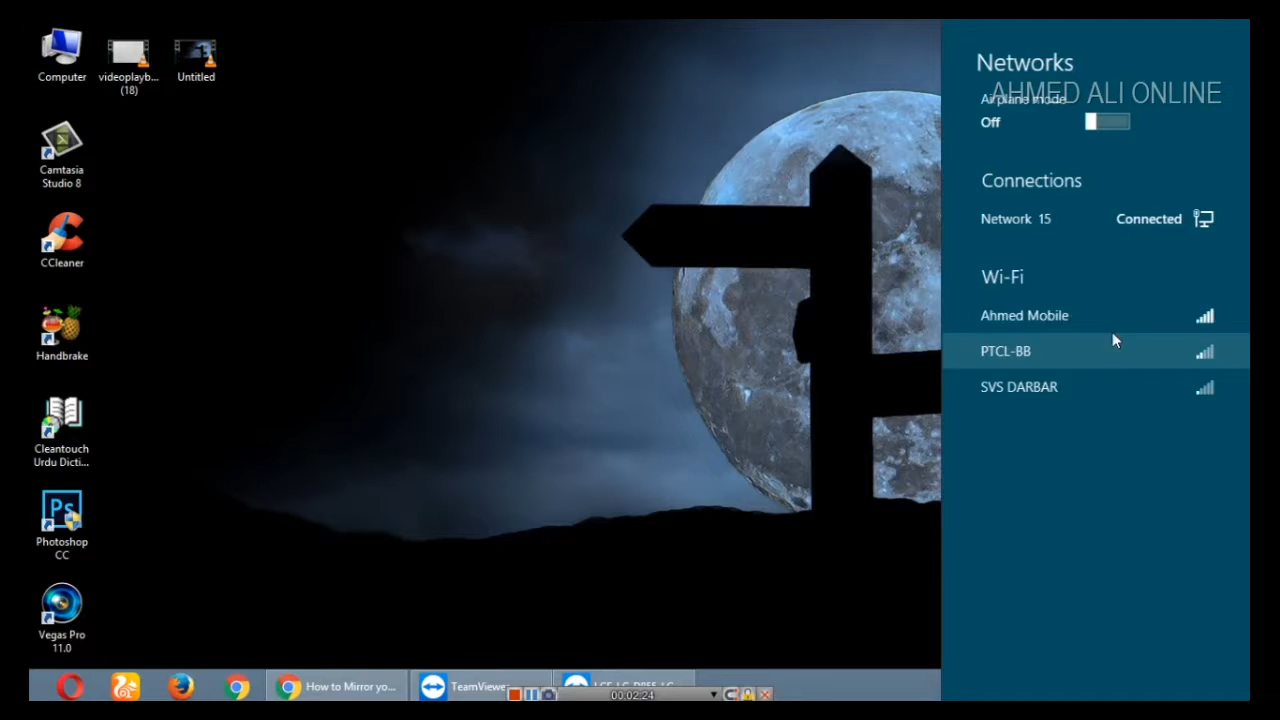 Computer
videoplayb...
(18)
Untitled
Camtasia
Studio 8
CCleaner
Handbrake
Cleantouch
Urdu Dicti...
Ps
Photoshop
CC
Vegas Pro
11.0
Networks
AHMED ALI ONLINE
Airplane mode
Off
Connections
Network 15
Connected
Wi-Fi
Ahmed Mobile
PTCL-BB
SVS DARBAR
How to Mirror yo...
TeamViewer
00:02:24